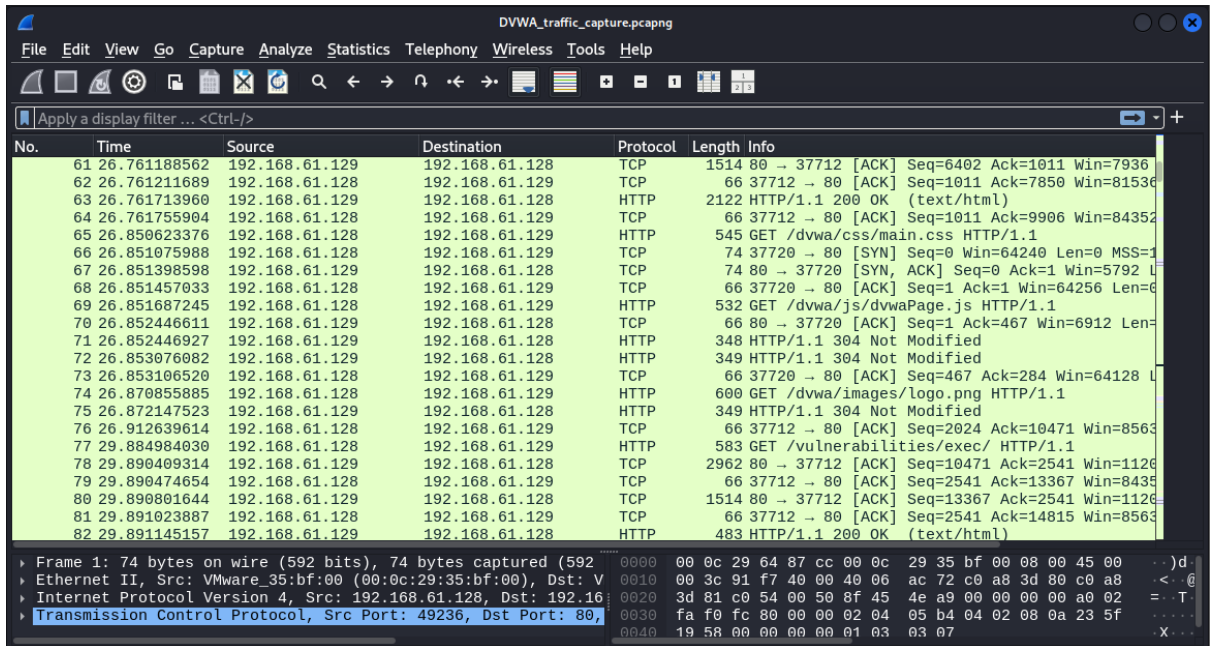 DVWA_traffic_capture.pcapng
File Edit View Go Capture Analyze Statistics Telephony Wireless Tools Help
Apply a display filter … <Ctrl-/>
No. Time Source Destination Protocol Length Info
61 26.761188562 192.168.61.129 192.168.61.128 TCP 1514 80 → 37712 [ACK] Seq=6402 Ack=1011 Win=7936
62 26.761211689 192.168.61.128 192.168.61.129 TCP 66 37712 → 80 [ACK] Seq=1011 Ack=7850 Win=81536
63 26.761713960 192.168.61.129 192.168.61.128 HTTP 2122 HTTP/1.1 200 OK (text/html)
64 26.761755904 192.168.61.128 192.168.61.129 TCP 66 37712 → 80 [ACK] Seq=1011 Ack=9906 Win=84352
65 26.850623376 192.168.61.128 192.168.61.129 HTTP 545 GET /dvwa/css/main.css HTTP/1.1
66 26.851075988 192.168.61.128 192.168.61.129 TCP 74 37720 → 80 [SYN] Seq=0 Win=64240 Len=0 MSS=1
67 26.851398598 192.168.61.129 192.168.61.128 TCP 74 80 → 37720 [SYN, ACK] Seq=0 Ack=1 Win=5792 L
68 26.851457033 192.168.61.128 192.168.61.129 TCP 66 37720 → 80 [ACK] Seq=1 Ack=1 Win=64256 Len=0
69 26.851687245 192.168.61.128 192.168.61.129 HTTP 532 GET /dvwa/js/dvwaPage.js HTTP/1.1
70 26.852446611 192.168.61.129 192.168.61.128 TCP 66 80 → 37720 [ACK] Seq=1 Ack=467 Win=6912 Len=
71 26.852446927 192.168.61.129 192.168.61.128 HTTP 348 HTTP/1.1 304 Not Modified
72 26.853076082 192.168.61.129 192.168.61.128 HTTP 349 HTTP/1.1 304 Not Modified
73 26.853106520 192.168.61.128 192.168.61.129 TCP 66 37720 → 80 [ACK] Seq=467 Ack=284 Win=64128 L
74 26.870855885 192.168.61.128 192.168.61.129 HTTP 600 GET /dvwa/images/logo.png HTTP/1.1
75 26.872147523 192.168.61.129 192.168.61.128 HTTP 349 HTTP/1.1 304 Not Modified
76 26.912639614 192.168.61.128 192.168.61.129 TCP 66 37712 → 80 [ACK] Seq=2024 Ack=10471 Win=8563
77 29.884984030 192.168.61.128 192.168.61.129 HTTP 583 GET /vulnerabilities/exec/ HTTP/1.1
78 29.890409314 192.168.61.129 192.168.61.128 TCP 2962 80 → 37712 [ACK] Seq=10471 Ack=2541 Win=1120
79 29.890474654 192.168.61.128 192.168.61.129 TCP 66 37712 → 80 [ACK] Seq=2541 Ack=13367 Win=8435
80 29.890801644 192.168.61.129 192.168.61.128 TCP 1514 80 → 37712 [ACK] Seq=13367 Ack=2541 Win=1120
81 29.891023887 192.168.61.128 192.168.61.129 TCP 66 37712 → 80 [ACK] Seq=2541 Ack=14815 Win=8563
82 29.891145157 192.168.61.129 192.168.61.128 HTTP 483 HTTP/1.1 200 OK (text/html)
Frame 1: 74 bytes on wire (592 bits), 74 bytes captured (592
Ethernet II, Src: VMware_35:bf:00 (00:0c:29:35:bf:00), Dst: V
Internet Protocol Version 4, Src: 192.168.61.128, Dst: 192.16
Transmission Control Protocol, Src Port: 49236, Dst Port: 80,
0000 00 0c 29 64 87 cc 00 0c 29 35 bf 00 08 00 45 00 ··)d·
0010 00 3c 91 f7 40 00 40 06 ac 72 c0 a8 3d 80 c0 a8 ·<··@
0020 3d 81 c0 54 00 50 8f 45 4e a9 00 00 00 00 a0 02 =··T·
0030 fa f0 fc 80 00 00 02 04 05 b4 04 02 08 0a 23 5f ·····
0040 19 58 00 00 00 00 01 03 03 07 ·X···